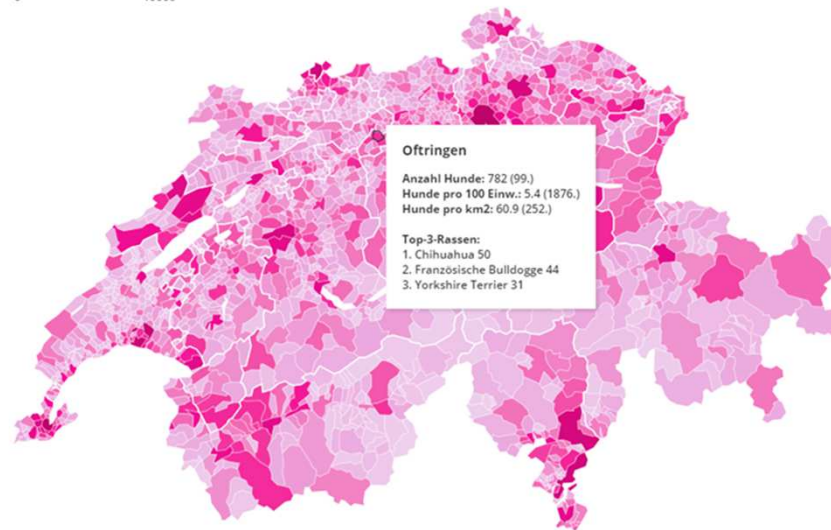 Oftringen
Anzahl Hunde: 782 (99.)
Hunde pro 100 Einw.: 5.4 (1876.)
Hunde pro km2: 60.9 (252.)
Top-3-Rassen:
1. Chihuahua 50
2. Französische Bulldogge 44
3. Yorkshire Terrier 31